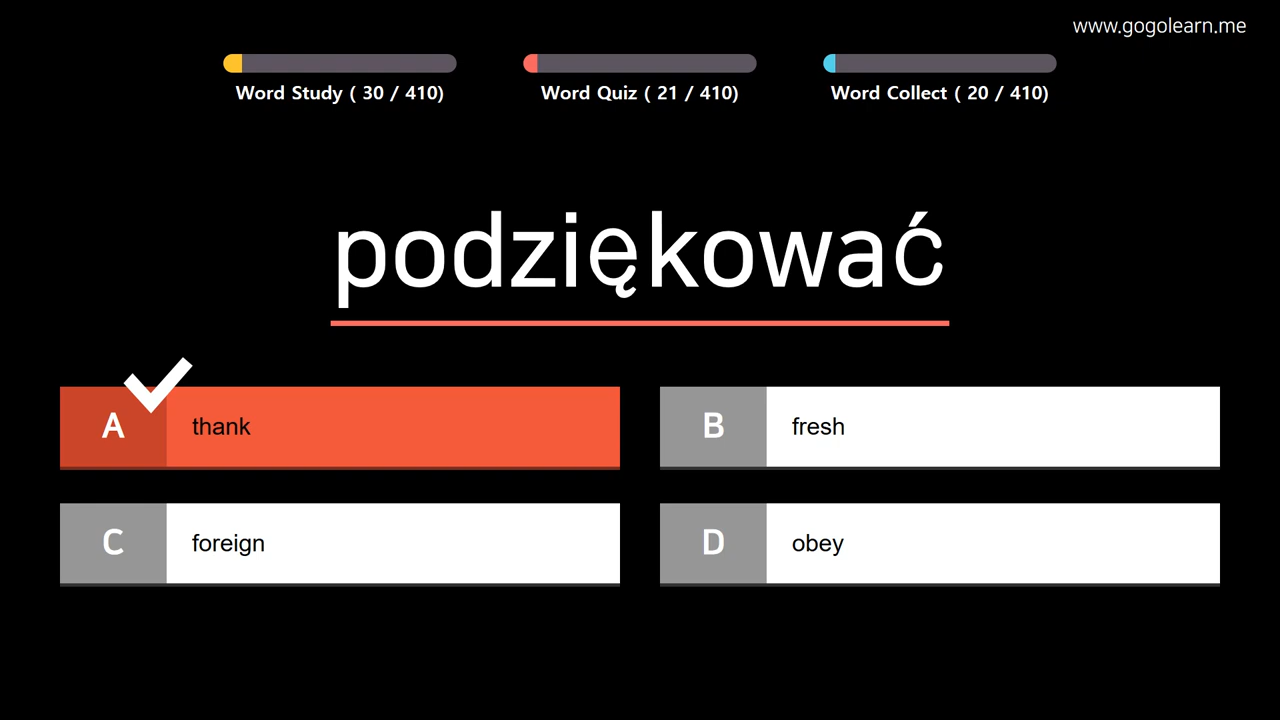 www.gogolearn.me
Word Study ( 30 / 410)
Word Quiz ( 21 / 410)
Word Collect ( 20 / 410)
podziękować
A thank
B fresh
C foreign
D obey